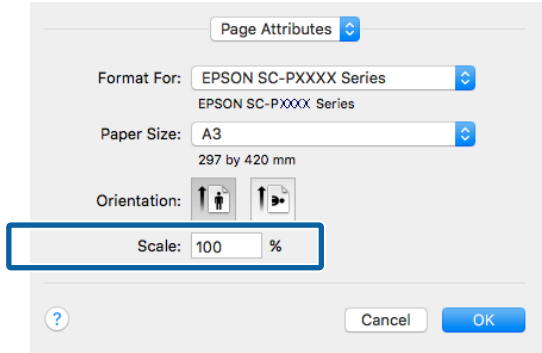 Page Attributes
Format For: EPSON SC-PXXXX Series
EPSON SC-PXXXX Series
Paper Size: A3
297 by 420 mm
Orientation:
Scale: 100 %
? Cancel OK